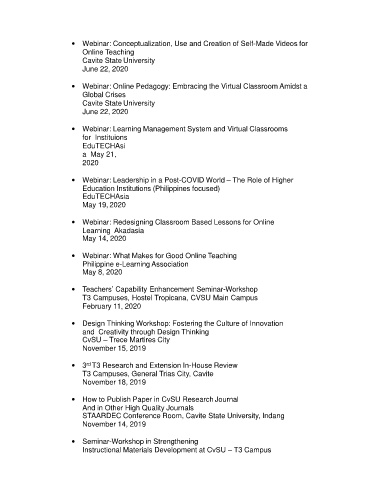 • Webinar: Conceptualization, Use and Creation of Self-Made Videos for
Online Teaching
Cavite State University
June 22, 2020
• Webinar: Online Pedagogy: Embracing the Virtual Classroom Amidst a
Global Crises
Cavite State University
June 22, 2020
• Webinar: Learning Management System and Virtual Classrooms
for Instituions
EduTECHAsi
a May 21,
2020
• Webinar: Leadership in a Post-COVID World – The Role of Higher
Education Institutions (Philippines focused)
EduTECHAsia
May 19, 2020
• Webinar: Redesigning Classroom Based Lessons for Online
Learning Akadasia
May 14, 2020
• Webinar: What Makes for Good Online Teaching
Philippine e-Learning Association
May 8, 2020
• Teachers' Capability Enhancement Seminar-Workshop
T3 Campuses, Hostel Tropicana, CVSU Main Campus
February 11, 2020
• Design Thinking Workshop: Fostering the Culture of Innovation
and Creativity through Design Thinking
CvSU – Trece Martires City
November 15, 2019
• 3rd T3 Research and Extension In-House Review
T3 Campuses, General Trias City, Cavite
November 18, 2019
• How to Publish Paper in CvSU Research Journal
And in Other High Quality Journals
STAARDEC Conference Room, Cavite State University, Indang
November 14, 2019
• Seminar-Workshop in Strengthening
Instructional Materials Development at CvSU – T3 Campus